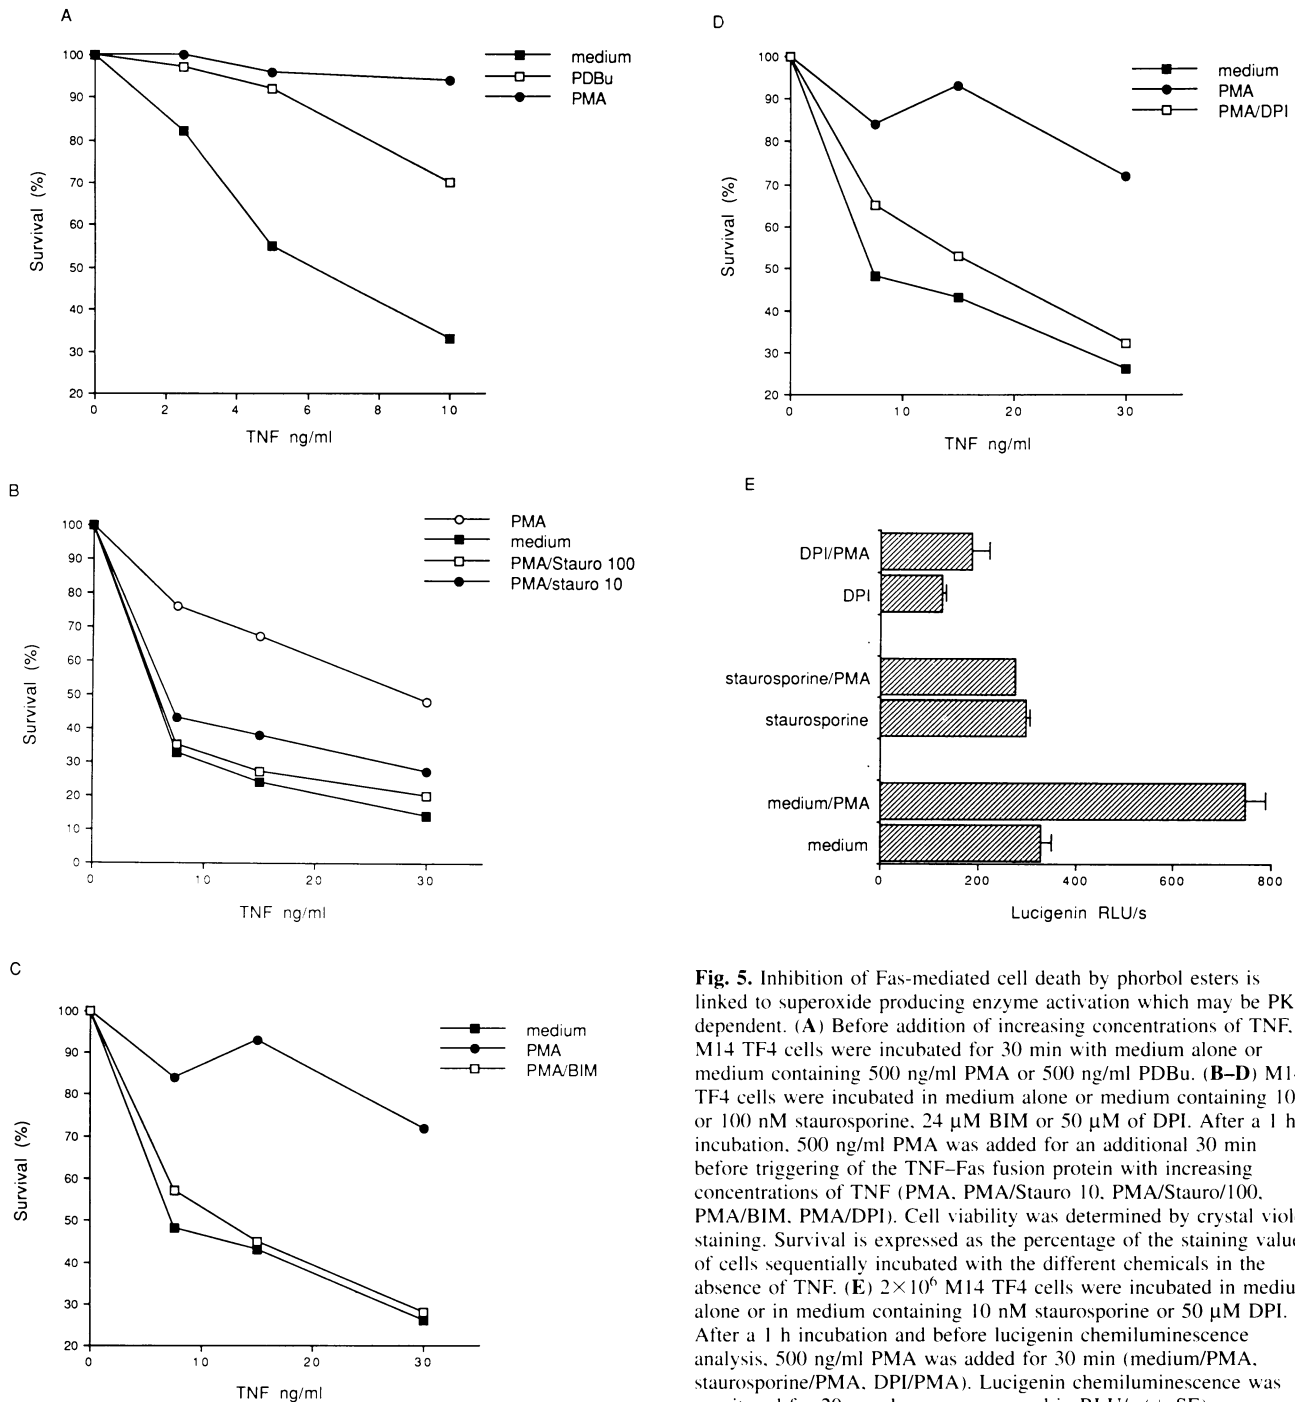 A
100
90
80
70
60
50
40
30
20
0
2
4
6
8
10
Survival (%)
TNF ng/ml
medium
PDBu
PMA
B
100
90
80
70
60
50
40
30
20
10
0
0
10
20
30
Survival (%)
TNF ng/ml
PMA
medium
PMA/Stauro 100
PMA/stauro 10
C
100
90
80
70
60
50
40
30
20
0
10
20
30
Survival (%)
TNF ng/ml
medium
PMA
PMA/BIM
D
100
90
80
70
60
50
40
30
20
0
10
20
30
Survival (%)
TNF ng/ml
medium
PMA
PMA/DPI
E
DPI/PMA
DPI
staurosporine/PMA
staurosporine
medium/PMA
medium
0
200
400
600
800
Lucigenin RLU/s
Fig. 5. Inhibition of Fas-mediated cell death by phorbol esters is
linked to superoxide producing enzyme activation which may be PK
dependent. (A) Before addition of increasing concentrations of TNF,
M14 TF4 cells were incubated for 30 min with medium alone or
medium containing 500 ng/ml PMA or 500 ng/ml PDBu. (B–D) M1
TF4 cells were incubated in medium alone or medium containing 10
or 100 nM staurosporine, 24 μM BIM or 50 μM of DPI. After a 1 h
incubation, 500 ng/ml PMA was added for an additional 30 min
before triggering of the TNF–Fas fusion protein with increasing
concentrations of TNF (PMA, PMA/Stauro 10, PMA/Stauro/100,
PMA/BIM, PMA/DPI). Cell viability was determined by crystal viol
staining. Survival is expressed as the percentage of the staining value
of cells sequentially incubated with the different chemicals in the
absence of TNF. (E) 2×10⁶ M14 TF4 cells were incubated in mediu
alone or in medium containing 10 nM staurosporine or 50 μM DPI.
After a 1 h incubation and before lucigenin chemiluminescence
analysis, 500 ng/ml PMA was added for 30 min (medium/PMA,
staurosporine/PMA, DPI/PMA). Lucigenin chemiluminescence was